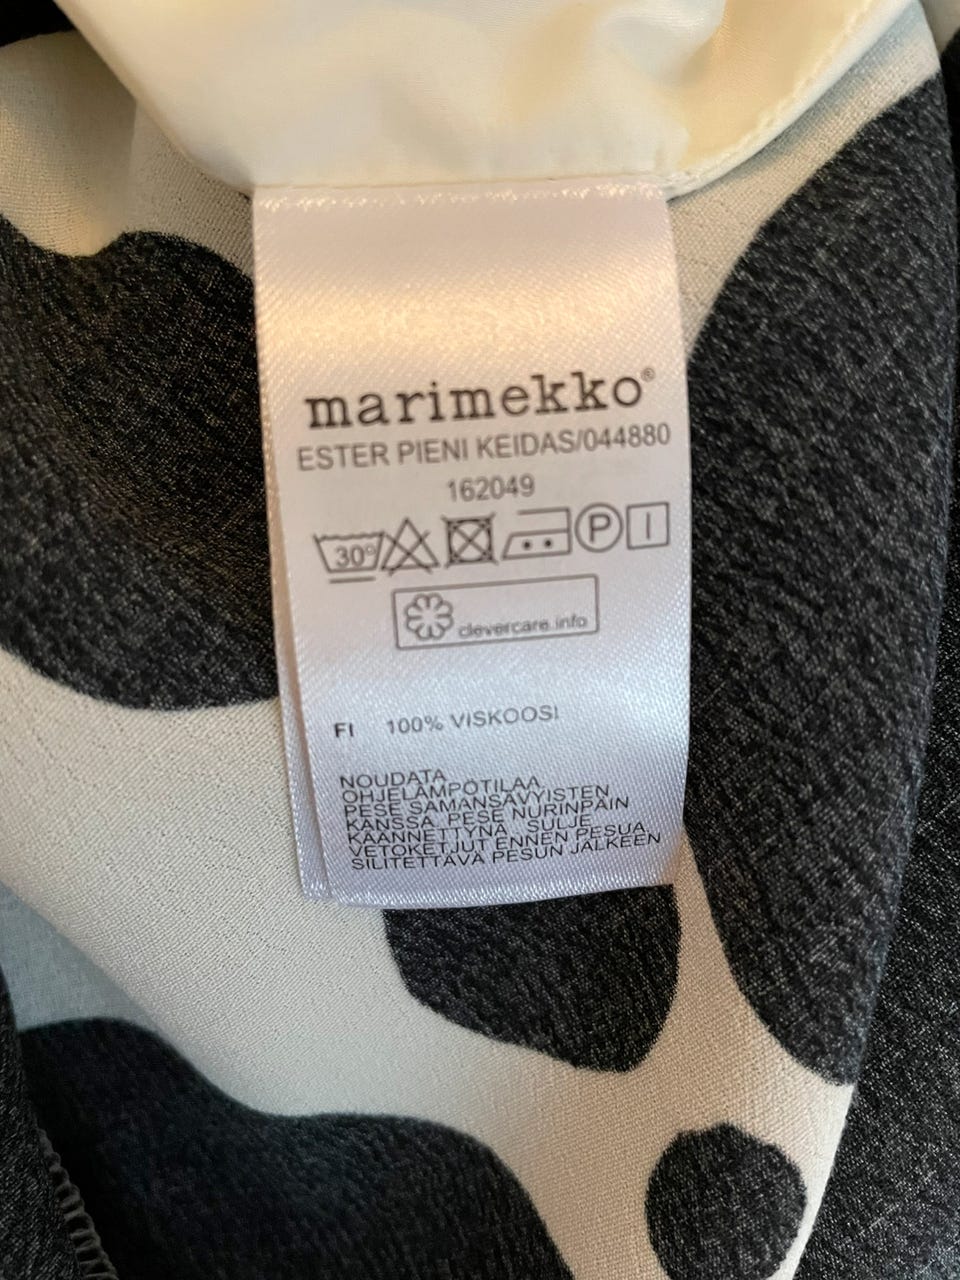 marimekko®
ESTER PIENI KEIDAS/044880
162049
30°
P
I
clevercare.info
FI 100% VISKOOSI
NOUDATA
OHJELÄMPÖTILAA
PESE SAMANSÄVYISTEN
KANSSA PESE NURINPÄIN
KÄÄNNETTYNÄ SULJE
VETOKETJUT ENNEN PESUA
SILITETTÄVÄ PESUN JÄLKEEN